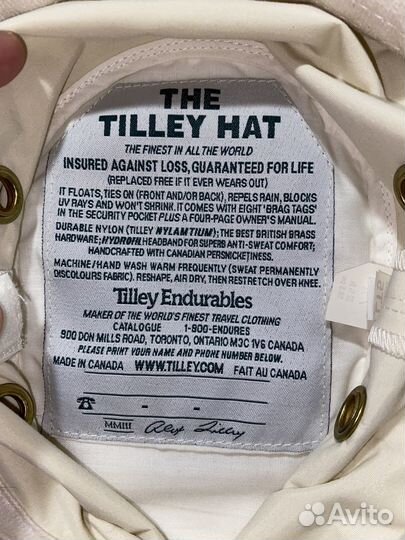 THE
TILLEY HAT
THE FINEST IN ALL THE WORLD
INSURED AGAINST LOSS, GUARANTEED FOR LIFE
(REPLACED FREE IF IT EVER WEARS OUT)
IT FLOATS, TIES ON (FRONT AND/OR BACK), REPELS RAIN, BLOCKS
UV RAYS AND WON'T SHRINK. IT COMES WITH EIGHT 'BRAG TAGS'
IN THE SECURITY POCKET PLUS A FOUR-PAGE OWNER'S MANUAL.
DURABLE NYLON (TILLEY NYLAMTIUM); THE BEST BRITISH BRASS
HARDWARE; HYDROFIL HEADBAND FOR SUPERB ANTI-SWEAT COMFORT;
HANDCRAFTED WITH CANADIAN PERSNICKETINESS.
MACHINE/HAND WASH WARM FREQUENTLY (SWEAT PERMANENTLY
DISCOLOURS FABRIC). RESHAPE, AIR DRY, THEN RESTRETCH OVER KNEE.
Tilley Endurables
MAKER OF THE WORLD'S FINEST TRAVEL CLOTHING
CATALOGUE 1-800-ENDURES
900 DON MILLS ROAD, TORONTO, ONTARIO M3C 1V6 CANADA
PLEASE PRINT YOUR NAME AND PHONE NUMBER BELOW.
MADE IN CANADA WWW.TILLEY.COM FAIT AU CANADA
☎ - -
MMIII Alex Tilley
Avito